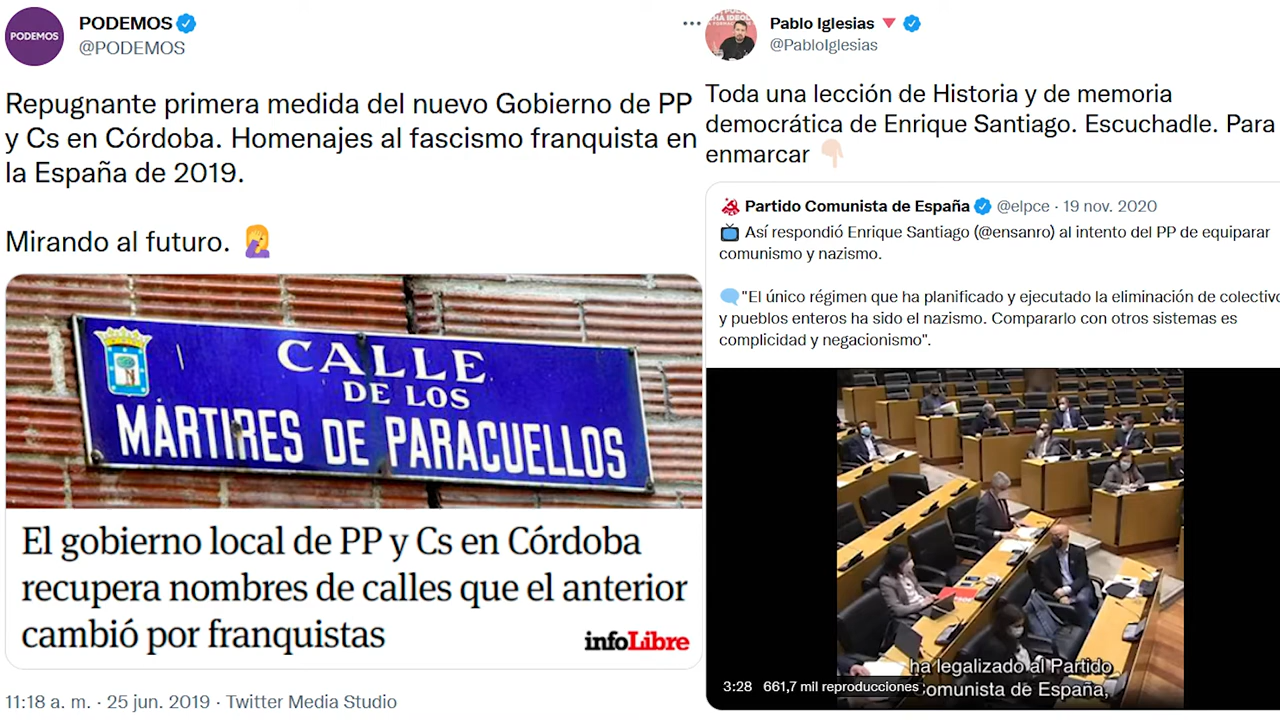 PODEMOS
PODEMOS
@PODEMOS
Repugnante primera medida del nuevo Gobierno de PP
y Cs en Córdoba. Homenajes al fascismo franquista en
la España de 2019.
Mirando al futuro.
CALLE
DE LOS
MÁRTIRES DE PARACUELLOS
El gobierno local de PP y Cs en Córdoba
recupera nombres de calles que el anterior
cambió por franquistas
infoLibre
11:18 a. m. · 25 jun. 2019 · Twitter Media Studio
Pablo Iglesias
@PabloIglesias
Toda una lección de Historia y de memoria
democrática de Enrique Santiago. Escuchadle. Para
enmarcar
Partido Comunista de España @elpce · 19 nov. 2020
Así respondió Enrique Santiago (@ensanro) al intento del PP de equiparar
comunismo y nazismo.
"El único régimen que ha planificado y ejecutado la eliminación de colectivo
y pueblos enteros ha sido el nazismo. Compararlo con otros sistemas es
complicidad y negacionismo".
ha legalizado al Partido
Comunista de España,
3:28 661,7 mil reproducciones